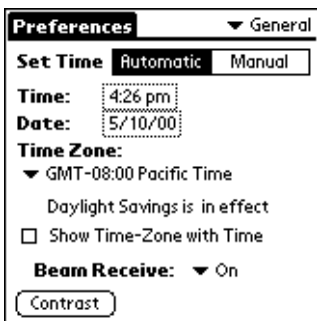 Preferences General
Set Time Automatic Manual
Time: 4:26 pm
Date: 5/10/00
Time Zone:
GMT-08:00 Pacific Time
Daylight Savings is in effect
Show Time-Zone with Time
Beam Receive: On
Contrast